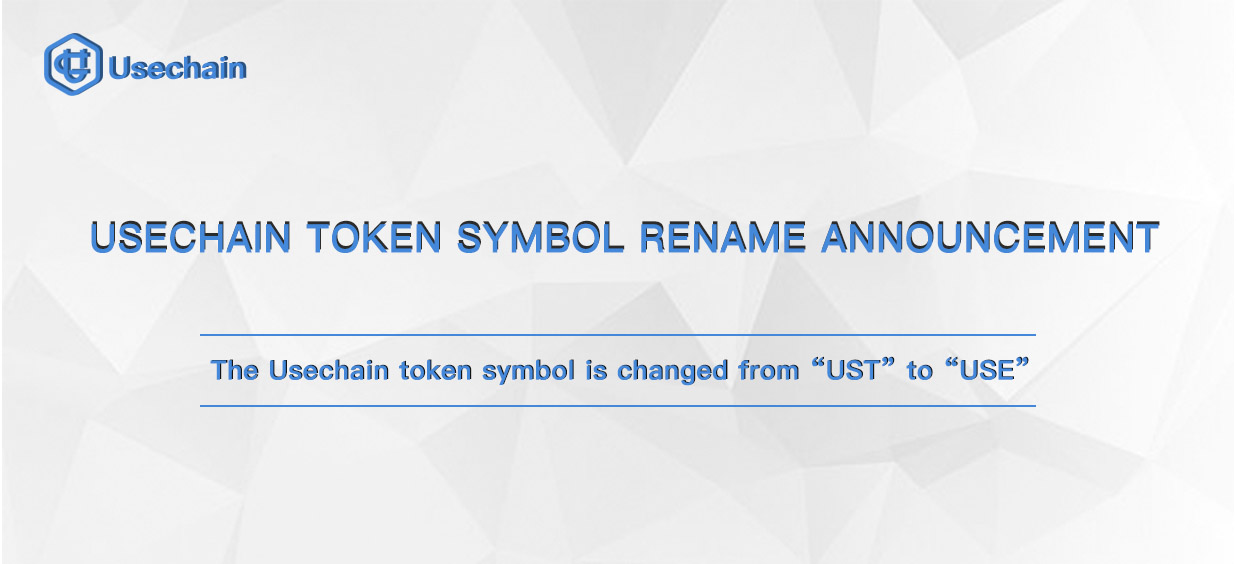 Usechain
USECHAIN TOKEN SYMBOL RENAME ANNOUNCEMENT
The Usechain token symbol is changed from “UST” to “USE”